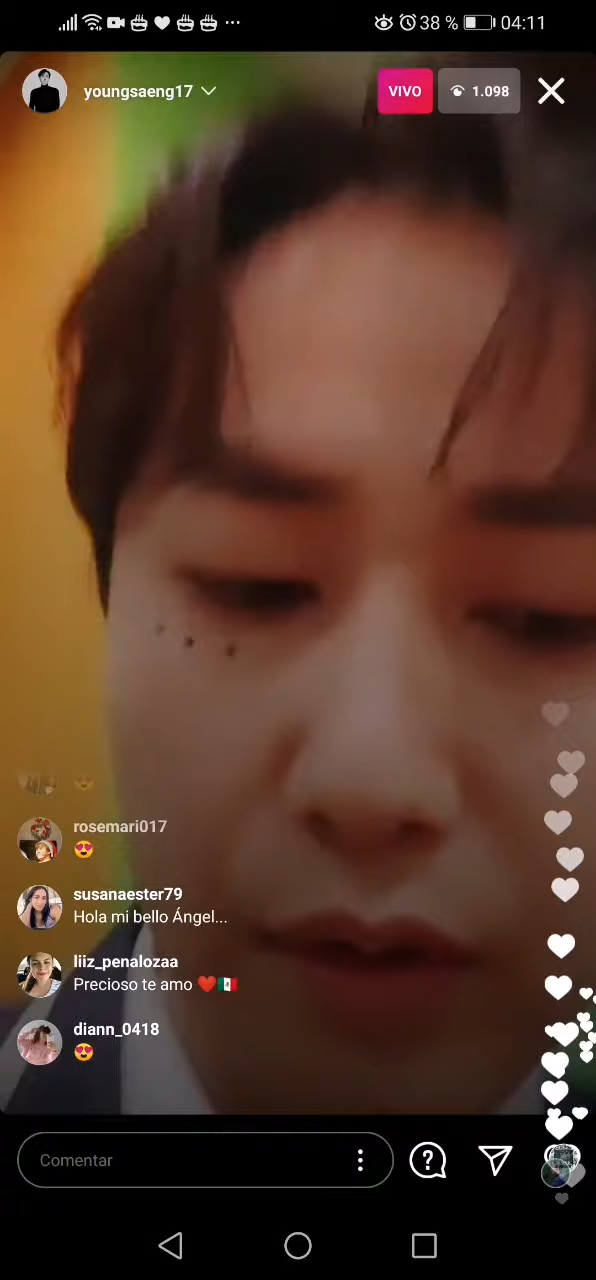 38 % 04:11
youngsaeng17 VIVO 1.098
rosemari017
😍
susanaester79
Hola mi bello Ángel...
liiz_penalozaa
Precioso te amo ❤️🇲🇽
diann_0418
😍
Comentar